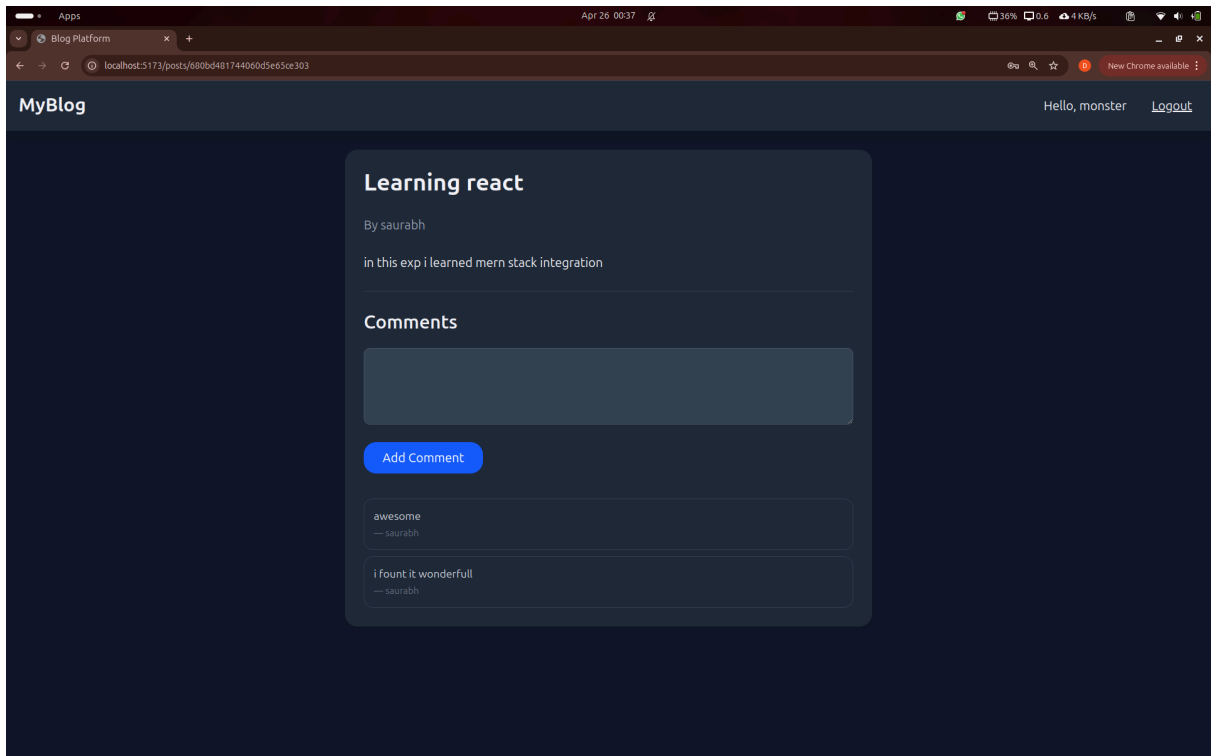 Apps
Apr 26 00:37
36% 0.6 4 KB/s
Blog Platform
localhost:5173/posts/680bd481744060d5e65ce303
D
New Chrome available
MyBlog
Hello, monster
Logout
Learning react
By saurabh
in this exp i learned mern stack integration
Comments
Add Comment
awesome
— saurabh
i fount it wonderfull
— saurabh